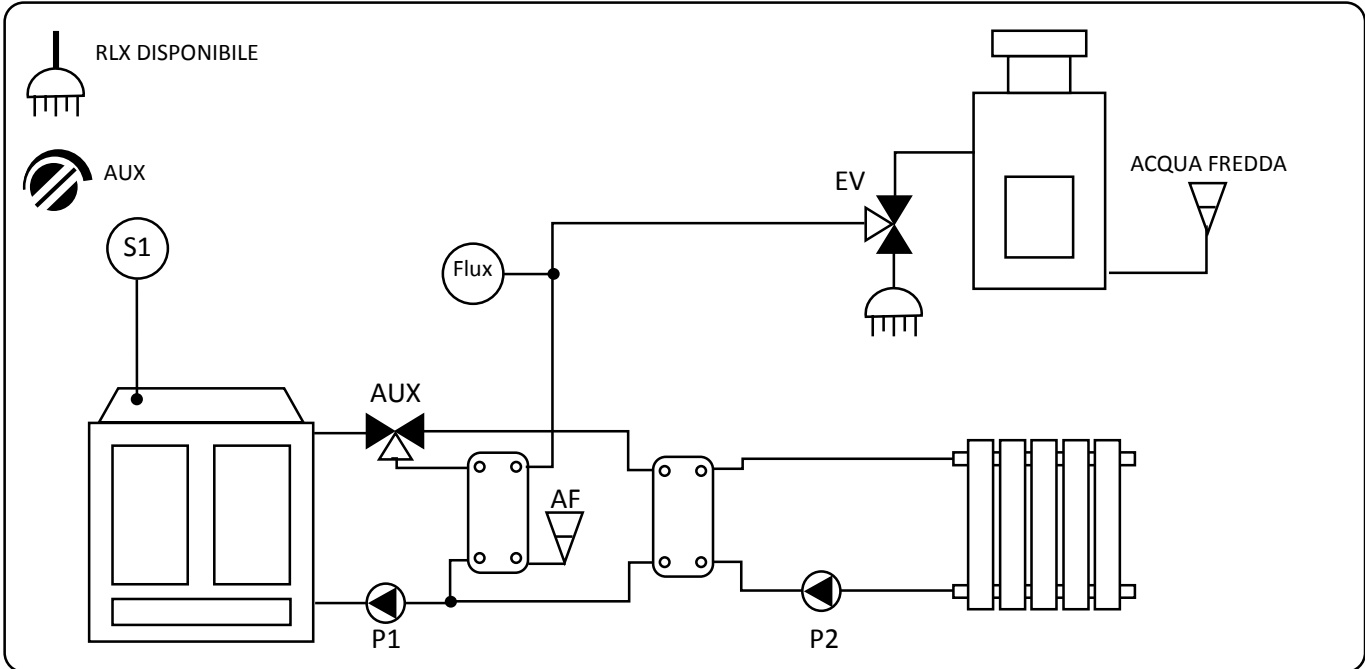 RLX DISPONIBILE
AUX
S1
Flux
EV
ACQUA FREDDA
AUX
AF
P1
P2